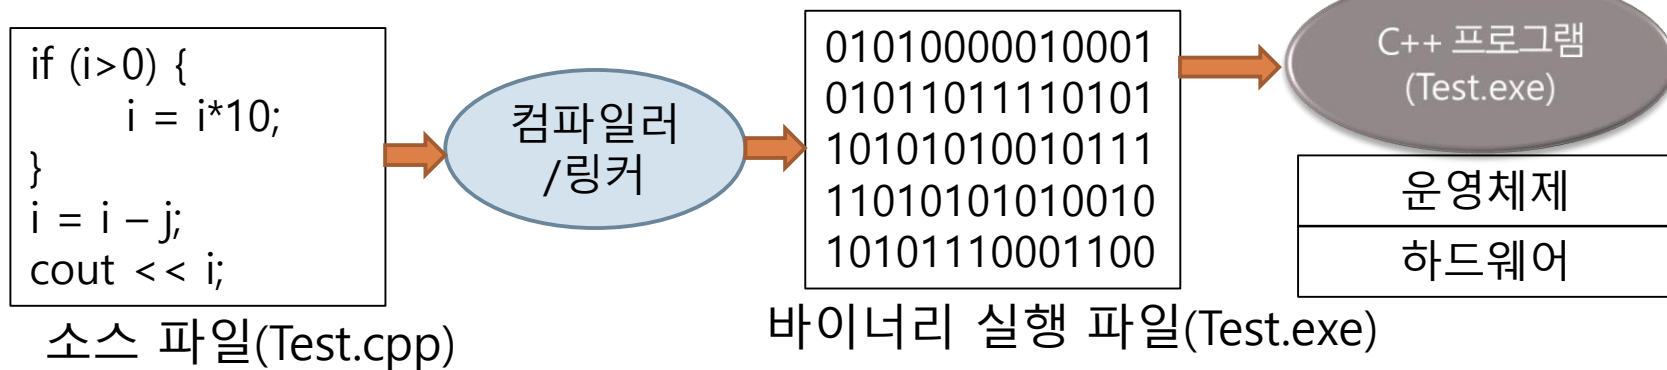 if (i>0) {
i = i*10;
}
i = i – j;
cout << i;
소스 파일(Test.cpp)
컴파일러
/링커
01010000010001
01011011110101
10101010010111
11010101010010
10101110001100
바이너리 실행 파일(Test.exe)
C++ 프로그램
(Test.exe)
운영체제
하드웨어